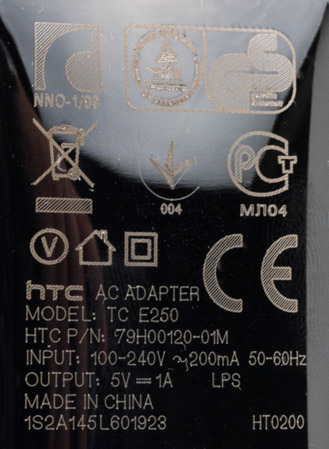 NNO-1/98
004
МЛ04
V
CE
htc AC ADAPTER
MODEL: TC E250
HTC P/N: 79H00120-01M
INPUT: 100-240V ~200mA 50-60Hz
OUTPUT: 5V⎓1A LPS
MADE IN CHINA
1S2A145L601923 HT0200